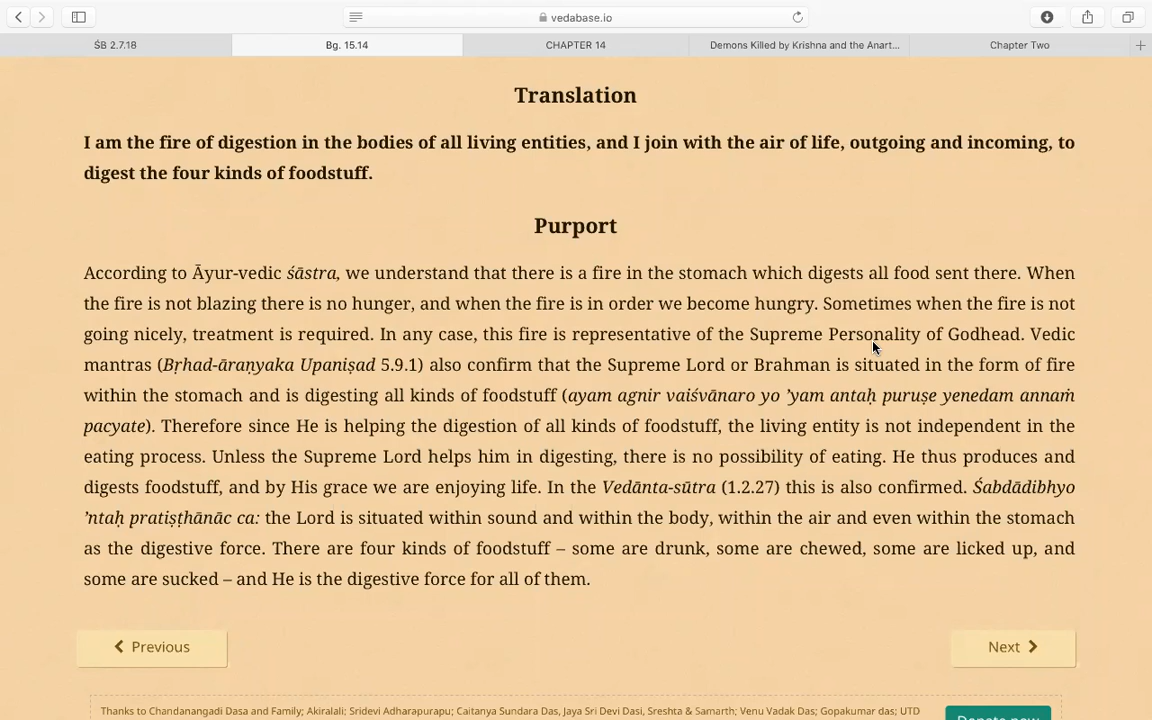 vedabase.io
ŚB 2.7.18
Bg. 15.14
CHAPTER 14
Demons Killed by Krishna and the Anart...
Chapter Two
Translation
I am the fire of digestion in the bodies of all living entities, and I join with the air of life, outgoing and incoming, to
digest the four kinds of foodstuff.
Purport
According to Āyur-vedic śāstra, we understand that there is a fire in the stomach which digests all food sent there. When
the fire is not blazing there is no hunger, and when the fire is in order we become hungry. Sometimes when the fire is not
going nicely, treatment is required. In any case, this fire is representative of the Supreme Personality of Godhead. Vedic
mantras (Bṛhad-āraṇyaka Upaniṣad 5.9.1) also confirm that the Supreme Lord or Brahman is situated in the form of fire
within the stomach and is digesting all kinds of foodstuff (ayam agnir vaiśvānaro yo ’yam antaḥ puruṣe yenedam annaṁ
pacyate). Therefore since He is helping the digestion of all kinds of foodstuff, the living entity is not independent in the
eating process. Unless the Supreme Lord helps him in digesting, there is no possibility of eating. He thus produces and
digests foodstuff, and by His grace we are enjoying life. In the Vedānta-sūtra (1.2.27) this is also confirmed. Śabdādibhyo
’ntaḥ pratiṣṭhānāc ca: the Lord is situated within sound and within the body, within the air and even within the stomach
as the digestive force. There are four kinds of foodstuff – some are drunk, some are chewed, some are licked up, and
some are sucked – and He is the digestive force for all of them.
Previous
Next
Thanks to Chandanangadi Dasa and Family; Akiralali; Sridevi Adharapurapu; Caitanya Sundara Das, Jaya Sri Devi Dasi, Sreshta & Samarth; Venu Vadak Das; Gopakumar das; UTD
Donate now